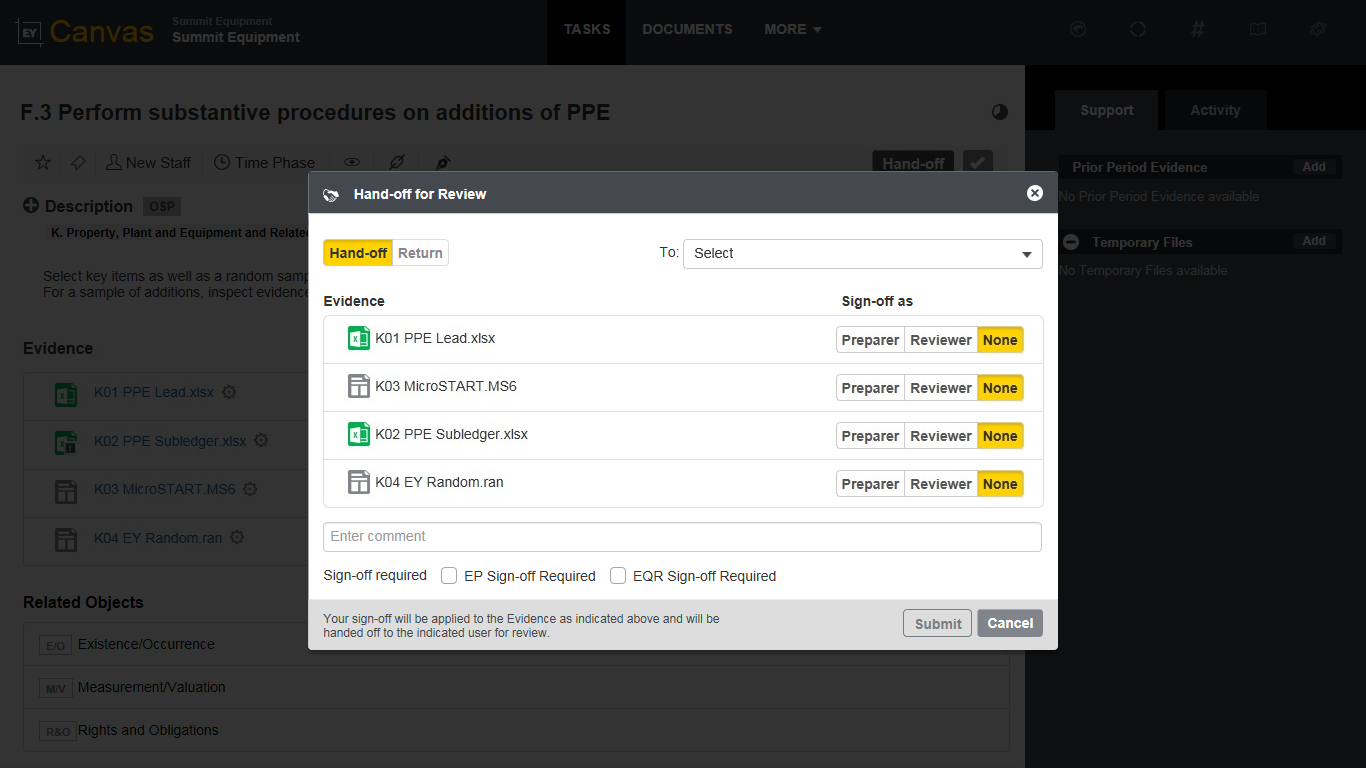 EY Canvas
Summit Equipment
Summit Equipment
TASKS
DOCUMENTS
MORE
#
F.3 Perform substantive procedures on additions of PPE
New Staff
Time Phase
Hand-off
Support
Activity
Prior Period Evidence
Add
No Prior Period Evidence available
Temporary Files
Add
No Temporary Files available
Description
OSP
K. Property, Plant and Equipment and Related
Select key items as well as a random samp
For a sample of additions, inspect evidence
Evidence
K01 PPE Lead.xlsx
K02 PPE Subledger.xlsx
K03 MicroSTART.MS6
K04 EY Random.ran
Related Objects
E/O Existence/Occurrence
M/V Measurement/Valuation
R&O Rights and Obligations
Hand-off for Review
Hand-off
Return
To:
Select
Evidence
Sign-off as
K01 PPE Lead.xlsx
Preparer Reviewer None
K03 MicroSTART.MS6
Preparer Reviewer None
K02 PPE Subledger.xlsx
Preparer Reviewer None
K04 EY Random.ran
Preparer Reviewer None
Enter comment
Sign-off required
EP Sign-off Required
EQR Sign-off Required
Your sign-off will be applied to the Evidence as indicated above and will be
handed off to the indicated user for review.
Submit
Cancel